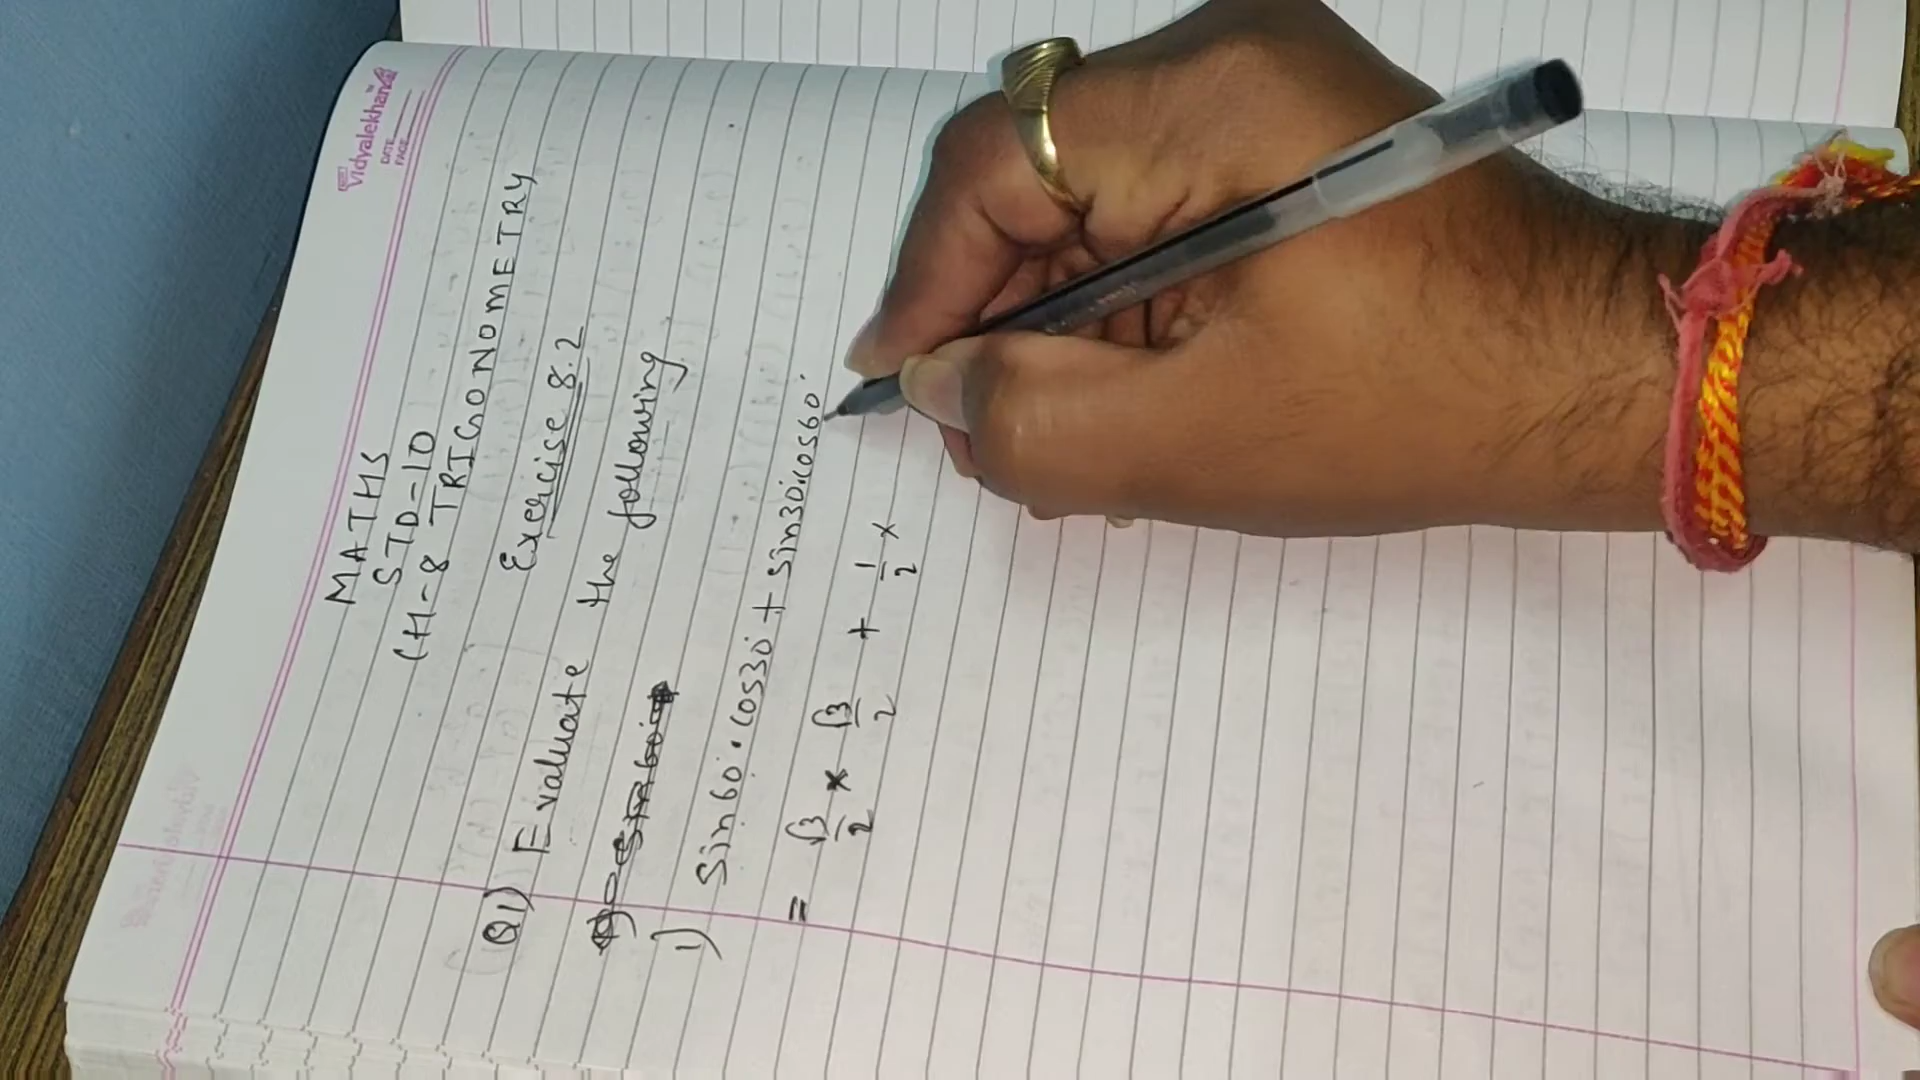 Vidyalekhan
DATE
PAGE
MATHS
STD-10
CH-8 TRIGONOMETRY
Exercise 8.2
Q1) Evaluate the following
1) Sin60°.cos30° + sin30°.cos60°
= √3/2 × √3/2 + 1/2 ×